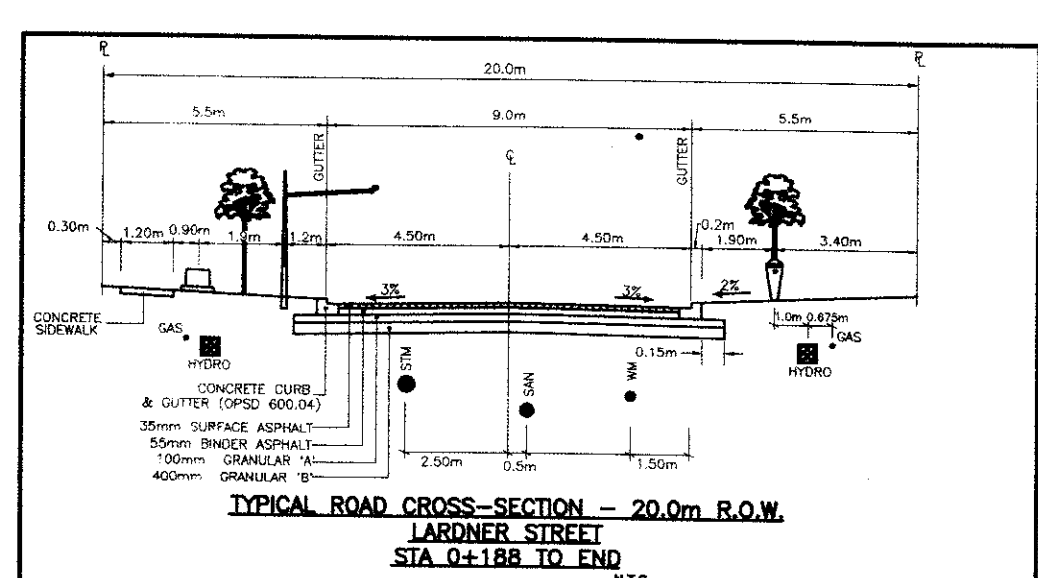 PL PL
20.0m
5.5m 9.0m 5.5m
GUTTER CL GUTTER
0.30m 1.20m 0.90m 1.9m 1.2m 4.50m 4.50m 0.2m 1.90m 3.40m
3% 3% 2%
CONCRETE
SIDEWALK
GAS
HYDRO
1.0m 0.675m
GAS
HYDRO
0.15m
STM SAN WM
CONCRETE CURB
& GUTTER (OPSD 600.04)
35mm SURFACE ASPHALT
55mm BINDER ASPHALT
100mm GRANULAR 'A'
400mm GRANULAR 'B'
2.50m 0.5m 1.50m
TYPICAL ROAD CROSS-SECTION - 20.0m R.O.W.
LARDNER STREET
STA 0+188 TO END
N.T.S.